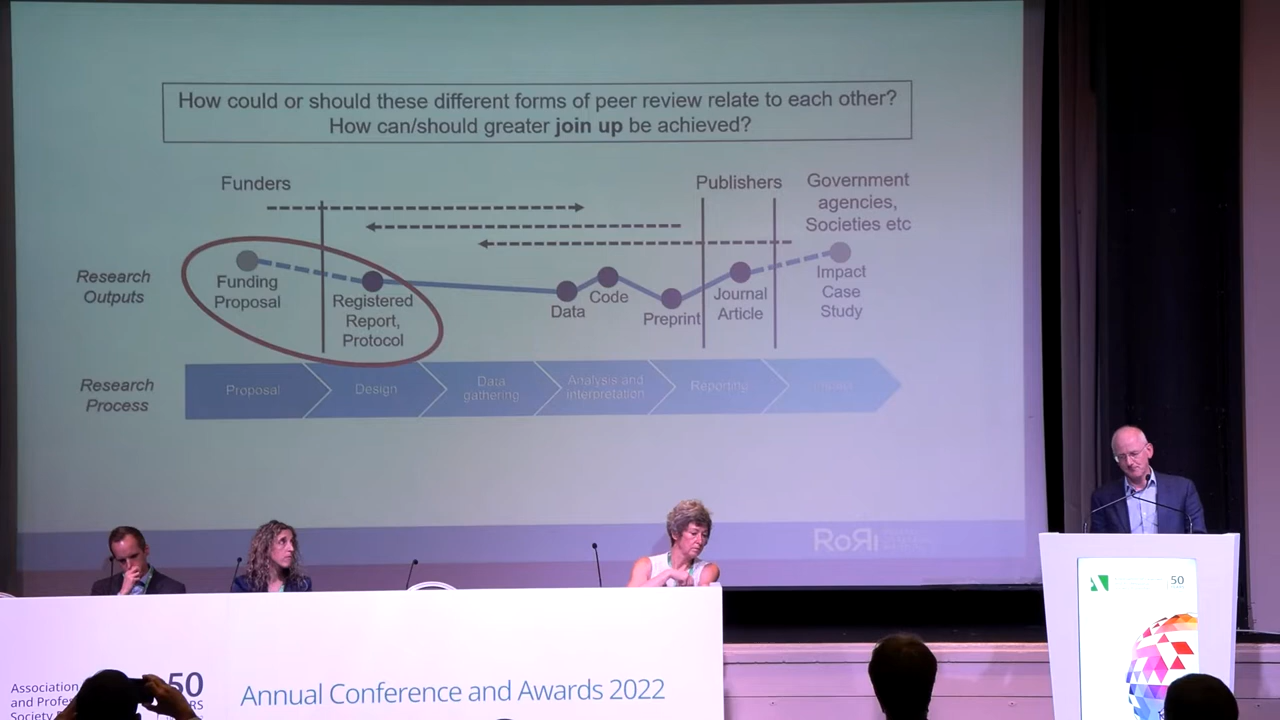 How could or should these different forms of peer review relate to each other?
How can/should greater join up be achieved?
Funders
Publishers
Government
agencies,
Societies etc
Research
Outputs
Funding
Proposal
Registered
Report,
Protocol
Data
Code
Preprint
Journal
Article
Impact
Case
Study
Research
Process
Proposal
Design
Data
gathering
Analysis and
interpretation
Reporting
Impact
RoRI
50
Association
and Profes
Society
50
RS
Annual Conference and Awards 2022